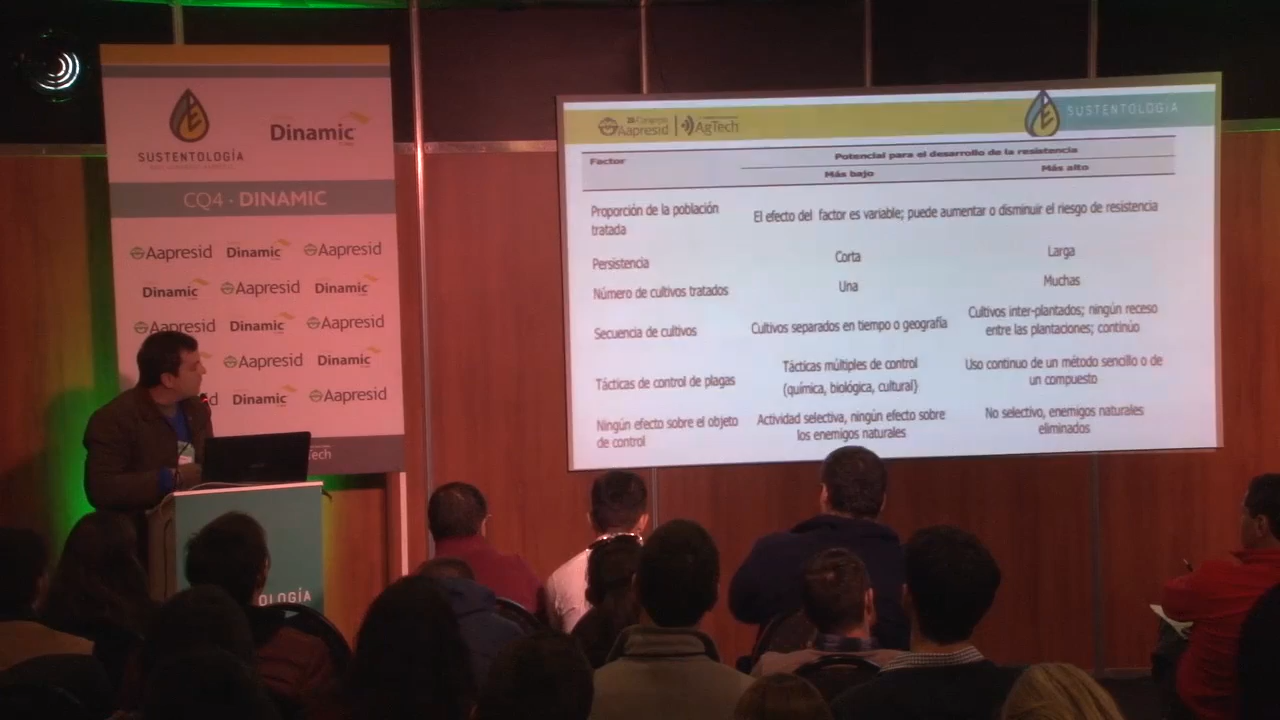 SUSTENTOLOGÍA
Dinamic
CQ4 · DINAMIC
Aapresid Dinamic Aapresid
Dinamic Aapresid Dinamic
Aapresid Dinamic Aapresid
Aapresid Dinamic
d Dinamic Aapresid
Tech
OLOGÍA
Congreso
Aapresid AgTech
SUSTENTOLOGÍA
Factor
Potencial para el desarrollo de la resistencia
Más bajo Más alto
Proporción de la población
tratada
El efecto del factor es variable; puede aumentar o disminuir el riesgo de resistencia
Persistencia Corta Larga
Número de cultivos tratados Una Muchas
Secuencia de cultivos Cultivos separados en tiempo o geografía
Cultivos inter-plantados; ningún receso
entre las plantaciones; contínúo
Tácticas de control de plagas
Tácticas múltiples de control
(química, biológica, cultural}
Uso continuo de un método sencillo o de
un compuesto
Ningún efecto sobre el objeto
de control
Actividad selectiva, ningún efecto sobre
los enemigos naturales
No selectivo, enemigos naturales
eliminados